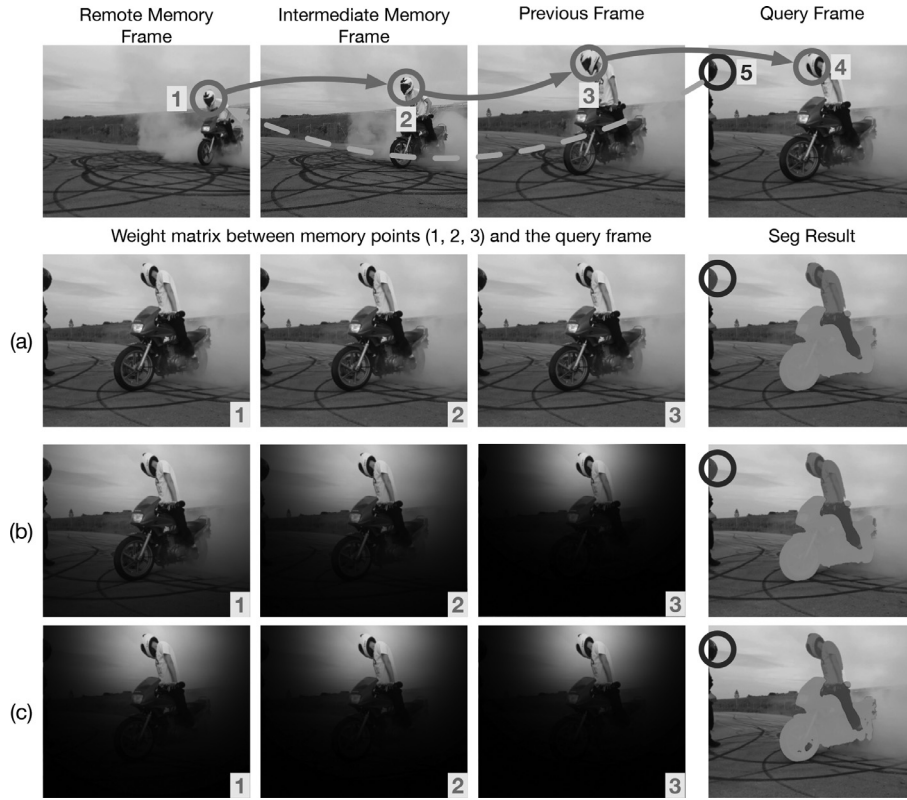 Remote Memory
Frame
Intermediate Memory
Frame
Previous Frame
Query Frame
1
2
3
5
4
Weight matrix between memory points (1, 2, 3) and the query frame
Seg Result
(a)
1
2
3
(b)
1
2
3
(c)
1
2
3